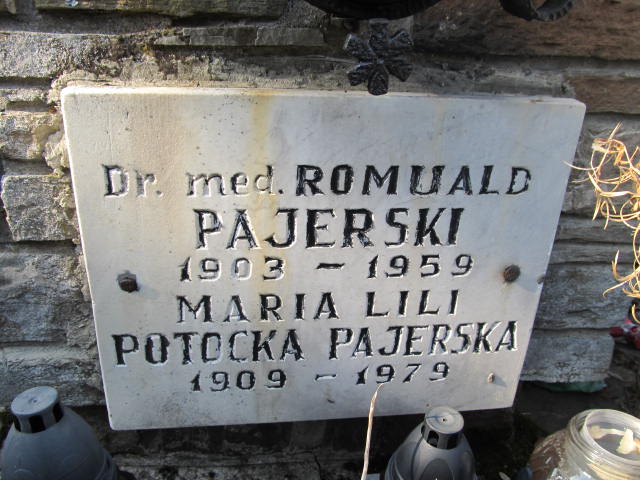 Dr. med. ROMUALD
PAJERSKI
1903 – 1959
MARIA LILI
POTOCKA PAJERSKA
1909 – 1979